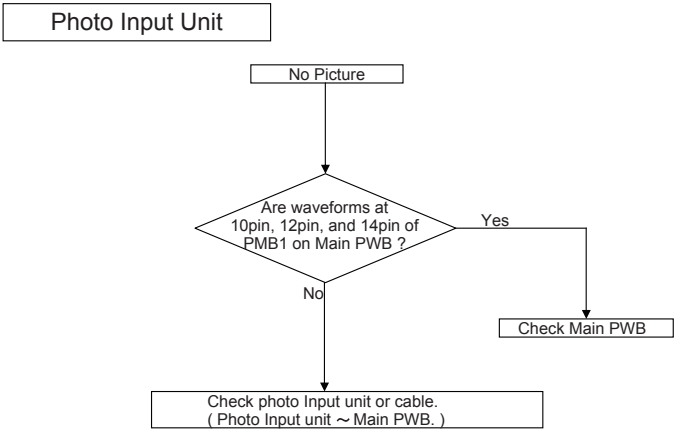 Photo Input Unit
No Picture
Are waveforms at
10pin, 12pin, and 14pin of
PMB1 on Main PWB ?
Yes
No
Check Main PWB
Check photo Input unit or cable.
( Photo Input unit ～ Main PWB. )